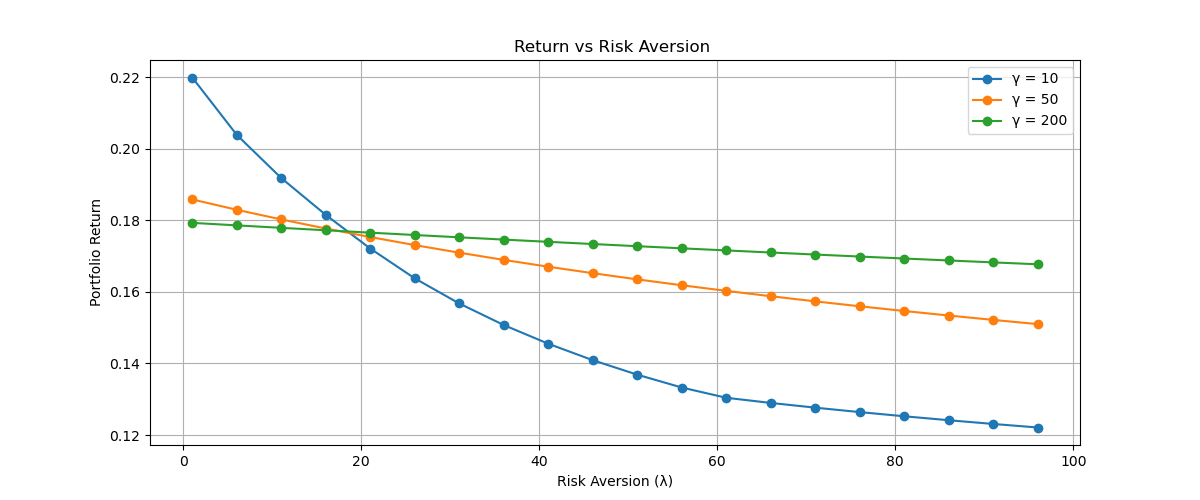 Return vs Risk Aversion
γ = 10
γ = 50
γ = 200
Portfolio Return
0.22
0.20
0.18
0.16
0.14
0.12
0
20
40
60
80
100
Risk Aversion (λ)